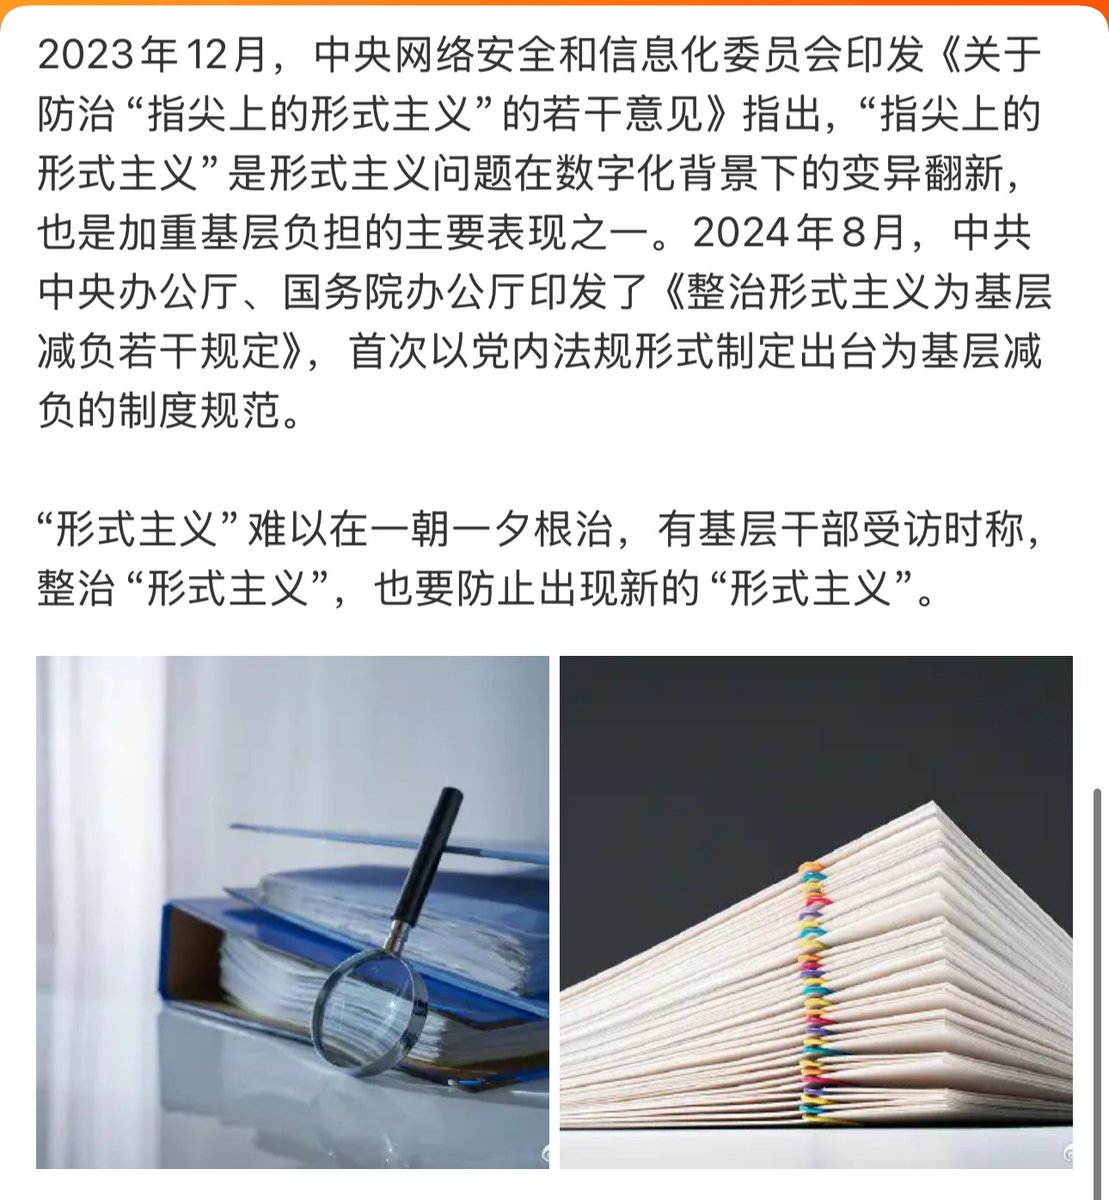 2023年12月，中央网络安全和信息化委员会印发《关于
防治“指尖上的形式主义”的若干意见》指出，“指尖上的
形式主义”是形式主义问题在数字化背景下的变异翻新，
也是加重基层负担的主要表现之一。2024年8月，中共
中央办公厅、国务院办公厅印发了《整治形式主义为基层
减负若干规定》，首次以党内法规形式制定出台为基层减
负的制度规范。
“形式主义”难以在一朝一夕根治，有基层干部受访时称，
整治“形式主义”，也要防止出现新的“形式主义”。